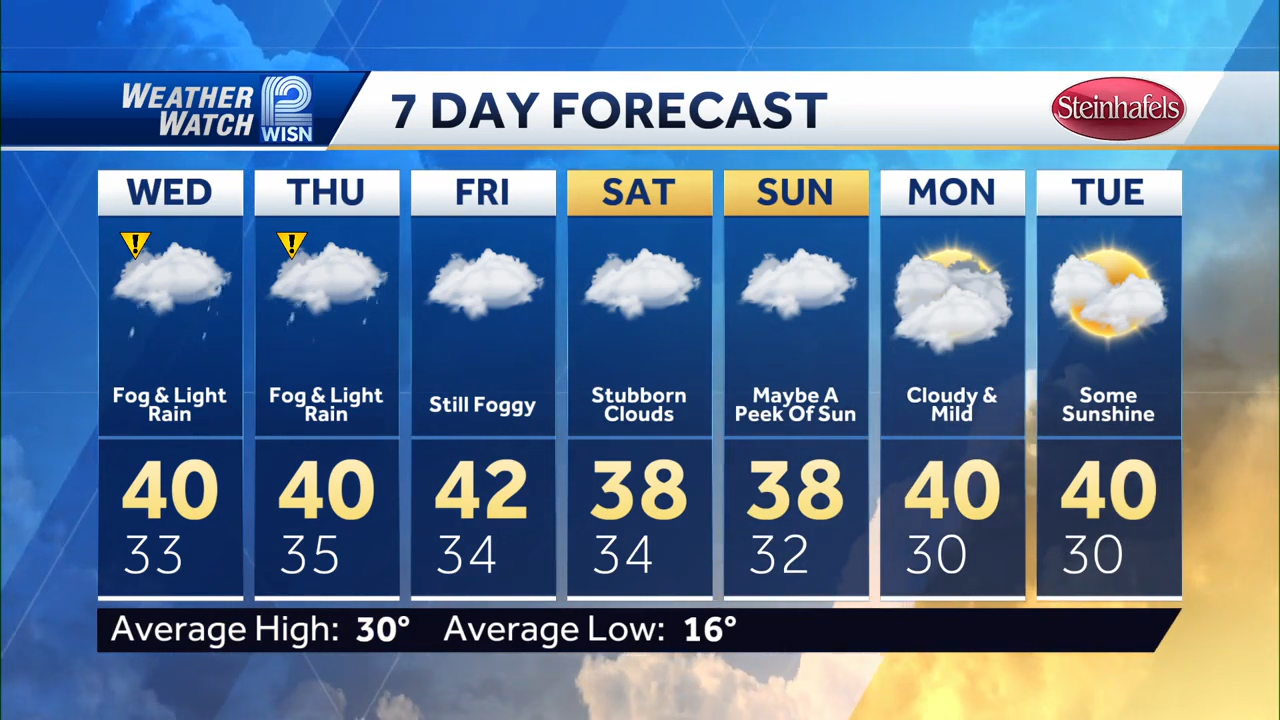 WEATHER
WATCH
12
WISN
7 DAY FORECAST
Steinhafels
WED THU FRI SAT SUN MON TUE
! !
Fog & Light
Rain
Fog & Light
Rain
Still Foggy
Stubborn
Clouds
Maybe A
Peek Of Sun
Cloudy &
Mild
Some
Sunshine
40 40 42 38 38 40 40
33 35 34 34 32 30 30
Average High: 30° Average Low: 16°